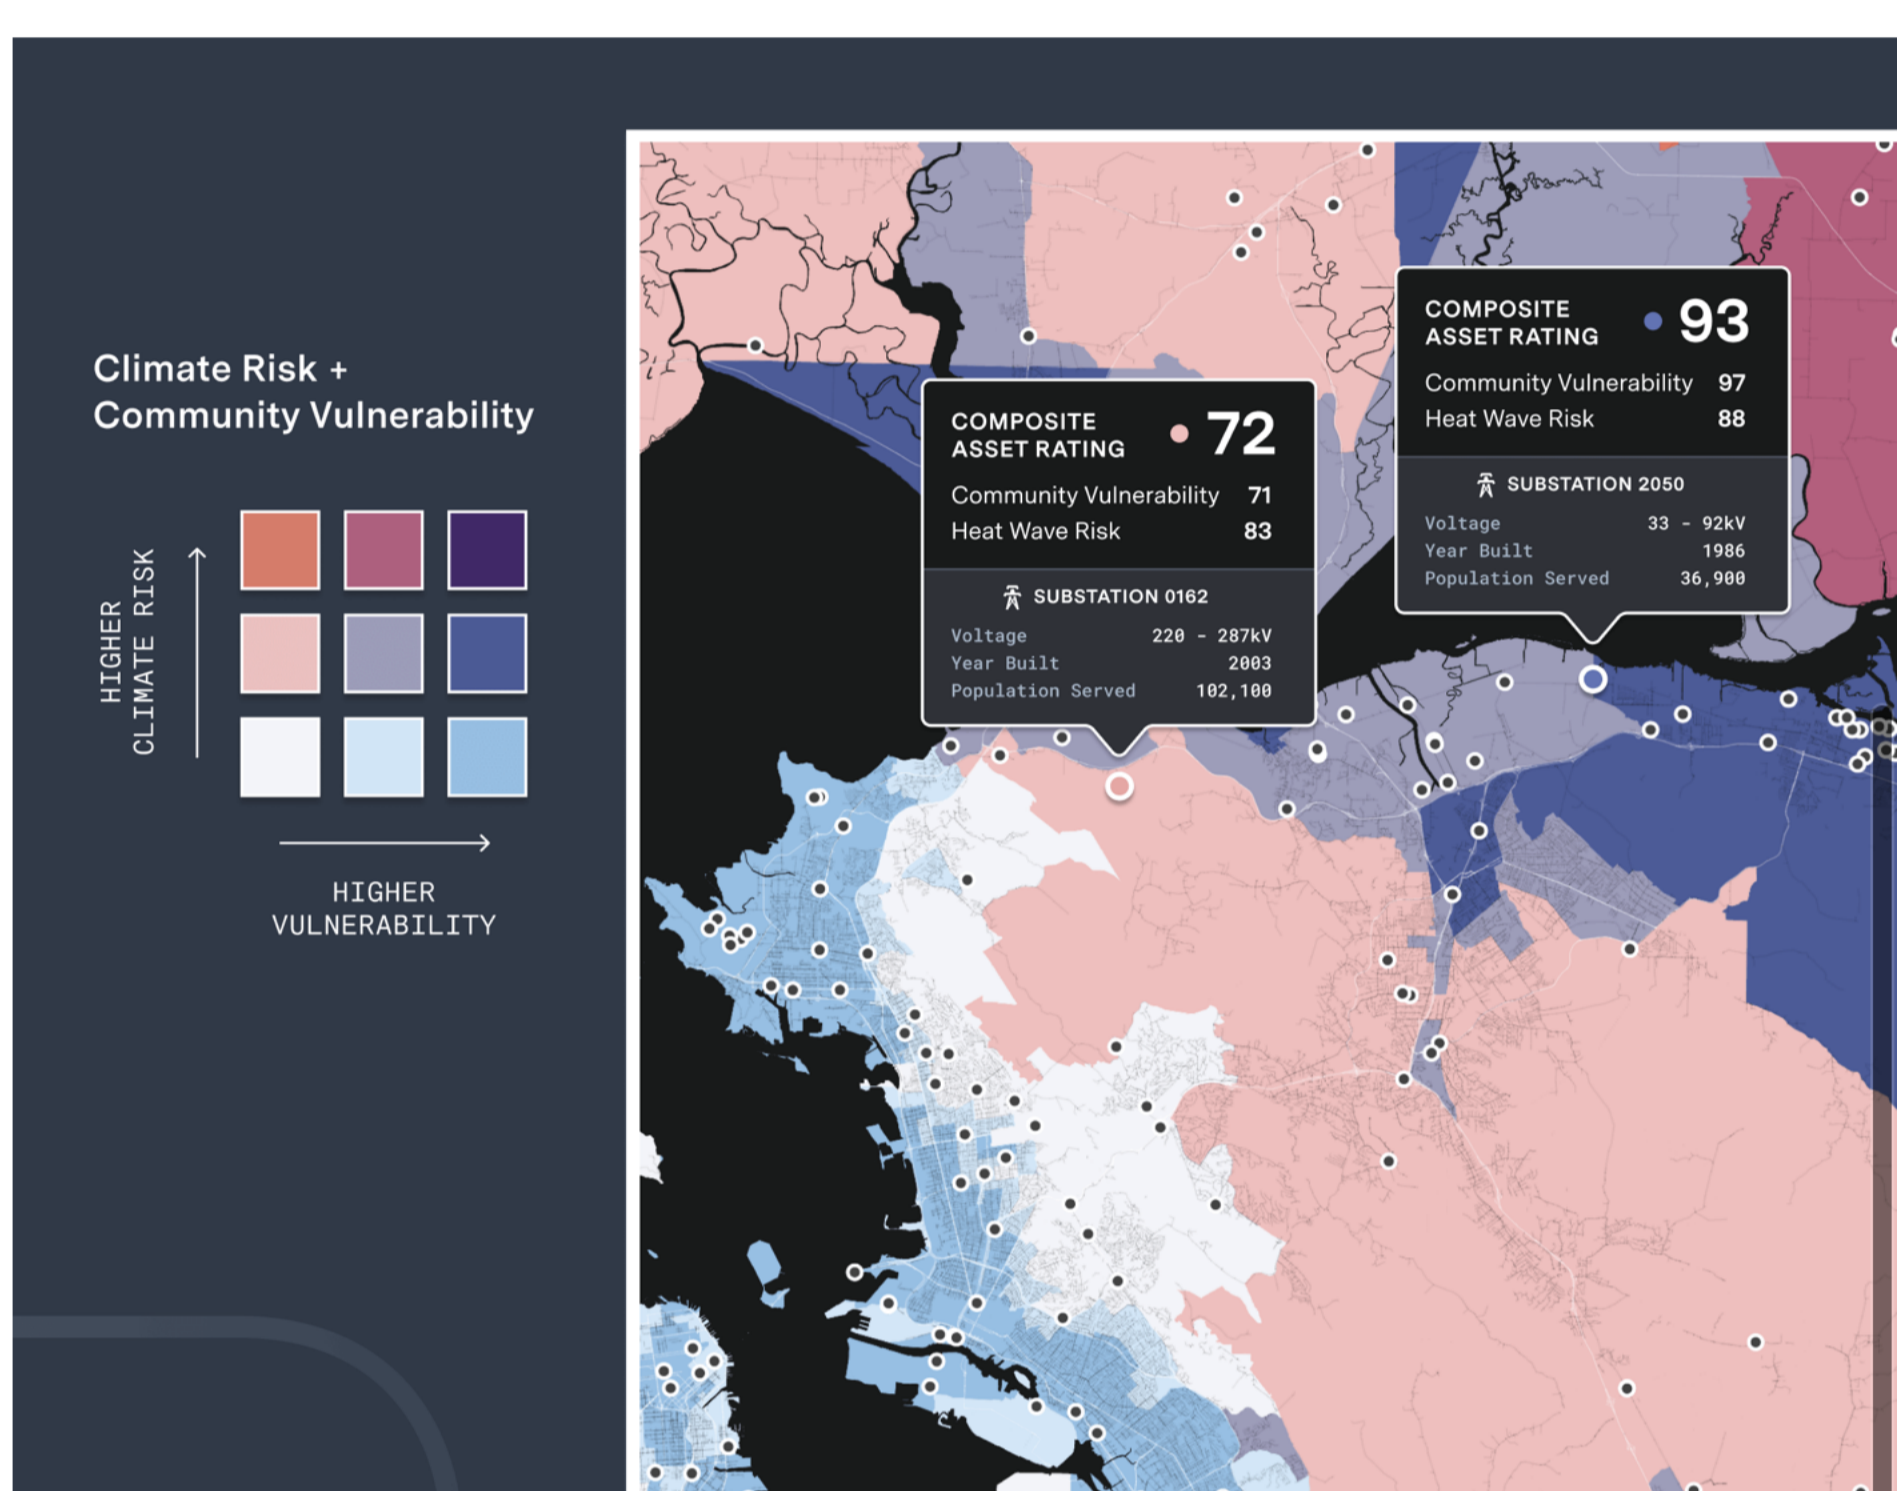 Climate Risk +
Community Vulnerability
HIGHER
CLIMATE RISK
HIGHER
VULNERABILITY
COMPOSITE
ASSET RATING
72
Community Vulnerability 71
Heat Wave Risk 83
SUBSTATION 0162
Voltage 220 - 287kV
Year Built 2003
Population Served 102,100
COMPOSITE
ASSET RATING
93
Community Vulnerability 97
Heat Wave Risk 88
SUBSTATION 2050
Voltage 33 - 92kV
Year Built 1986
Population Served 36,900